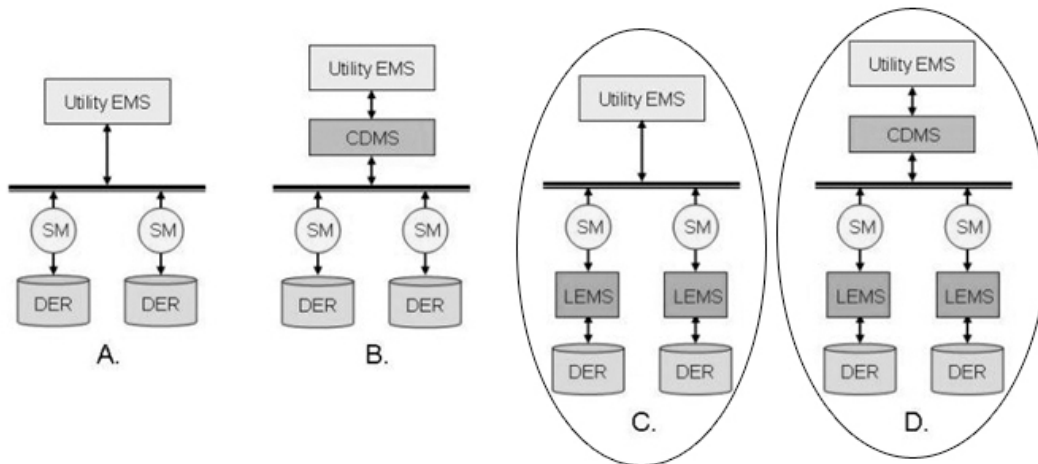 Utility EMS
SM SM
DER DER
A.
Utility EMS
CDMS
SM SM
DER DER
B.
Utility EMS
SM SM
LEMS LEMS
DER DER
C.
Utility EMS
CDMS
SM SM
LEMS LEMS
DER DER
D.